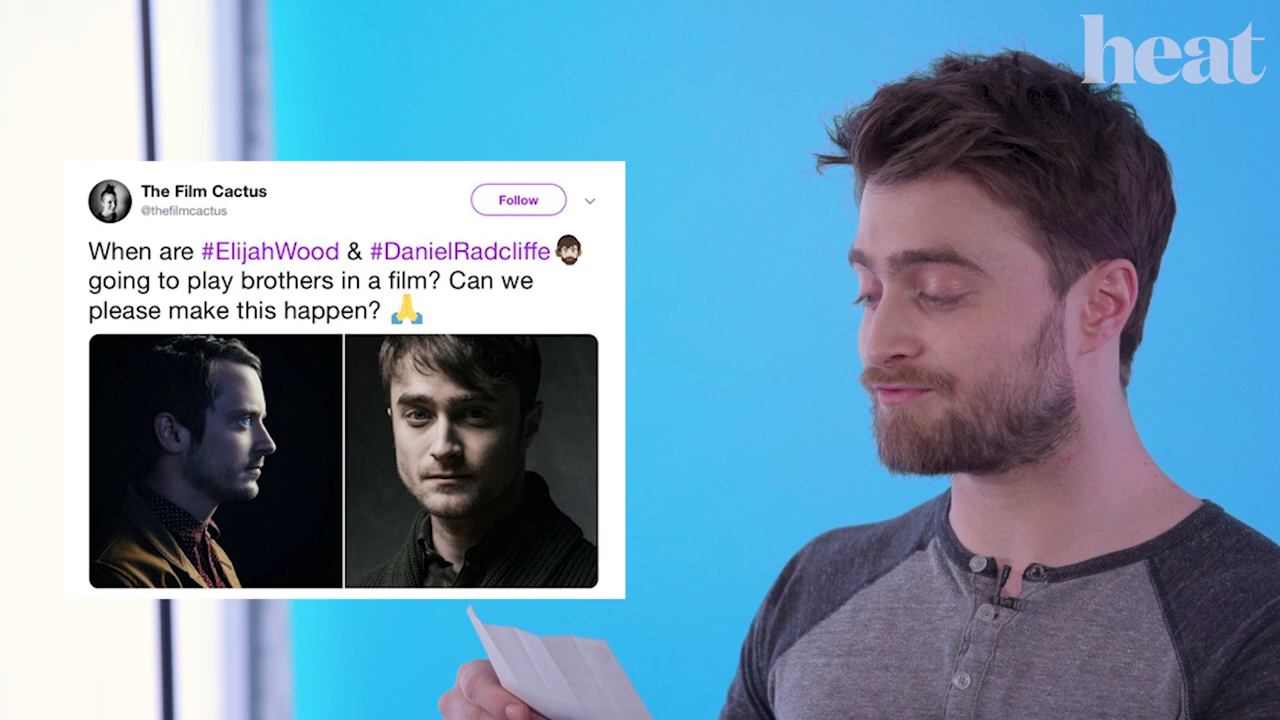 heat
The Film Cactus
@thefilmcactus
Follow
When are #ElijahWood & #DanielRadcliffe
going to play brothers in a film? Can we
please make this happen?